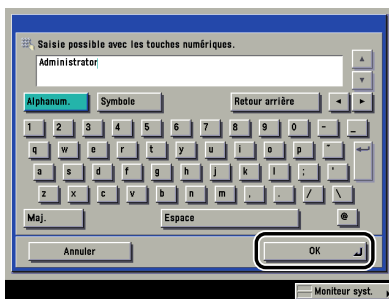 Saisie possible avec les touches numériques.
Administrator
Alphanum. Symbole Retour arrière
1 2 3 4 5 6 7 8 9 0 - _
q w e r t y u i o p ~
a s d f g h j k l ; '
z x c v b n m , . / \
Maj. Espace @
Annuler OK
Moniteur syst.